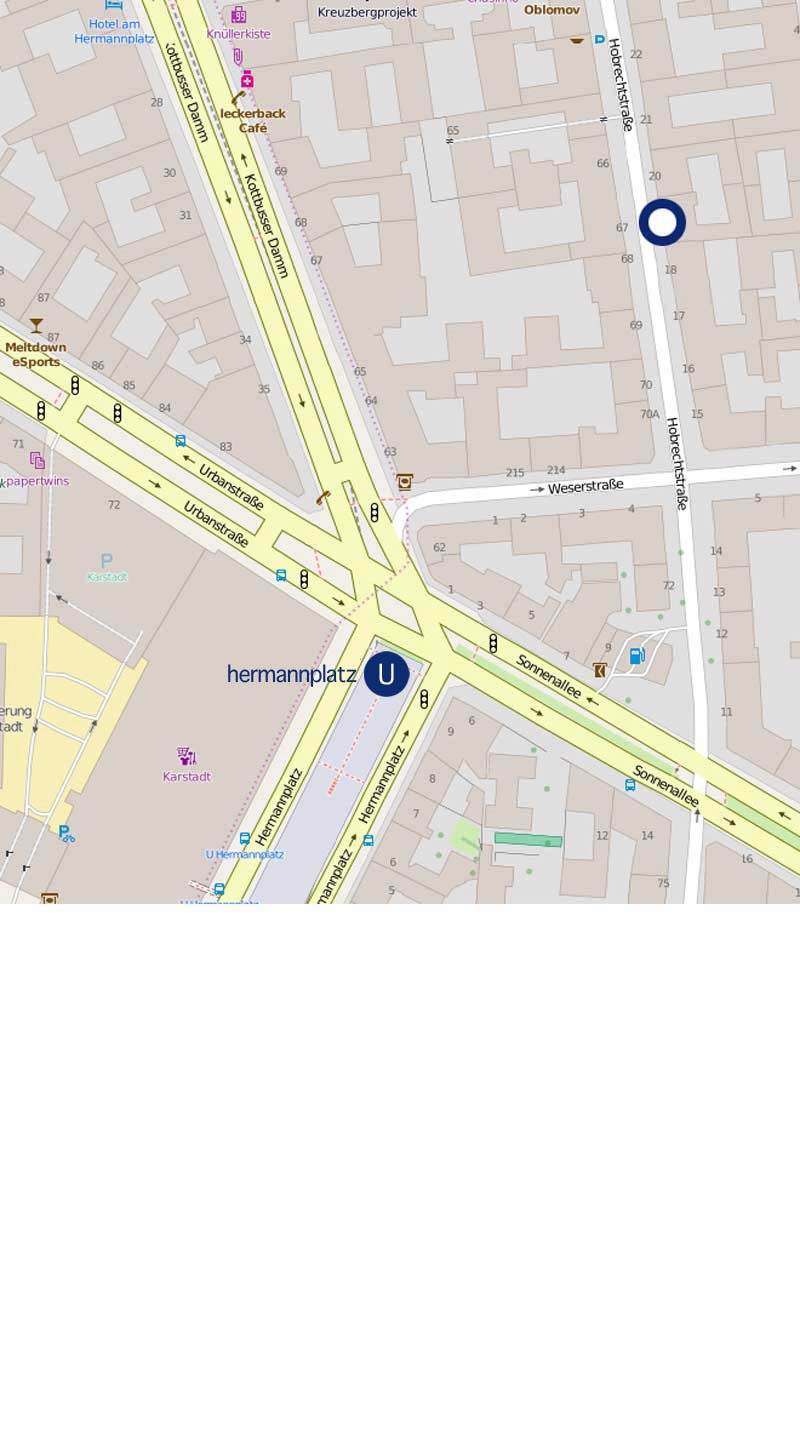 Kreuzbergprojekt
Oblomov
Hotel am
Hermannplatz
Knüllerkiste
P
Hobrechtstraße
22
Kottbusser Damm
28
leckerback
Café
21
65
66
20
30
69
Kottbusser Damm
31
68
67
67
68
18
87
17
34
69
87
Meltdown
eSports
86
16
65
85
35
70
64
84
70A
15
Hobrechtstraße
71
83
63
papertwins
Urbanstraße
215
214
Weserstraße
72
Urbanstraße
1
2
3
4
5
62
14
P
Karstadt
72
13
1
3
5
12
9
7
hermannplatz
U
Sonnenallee
11
6
9
Karstadt
8
Hermannplatz
Hermannplatz
Sonnenallee
7
P
12
14
U Hermannplatz
6
16
5
75